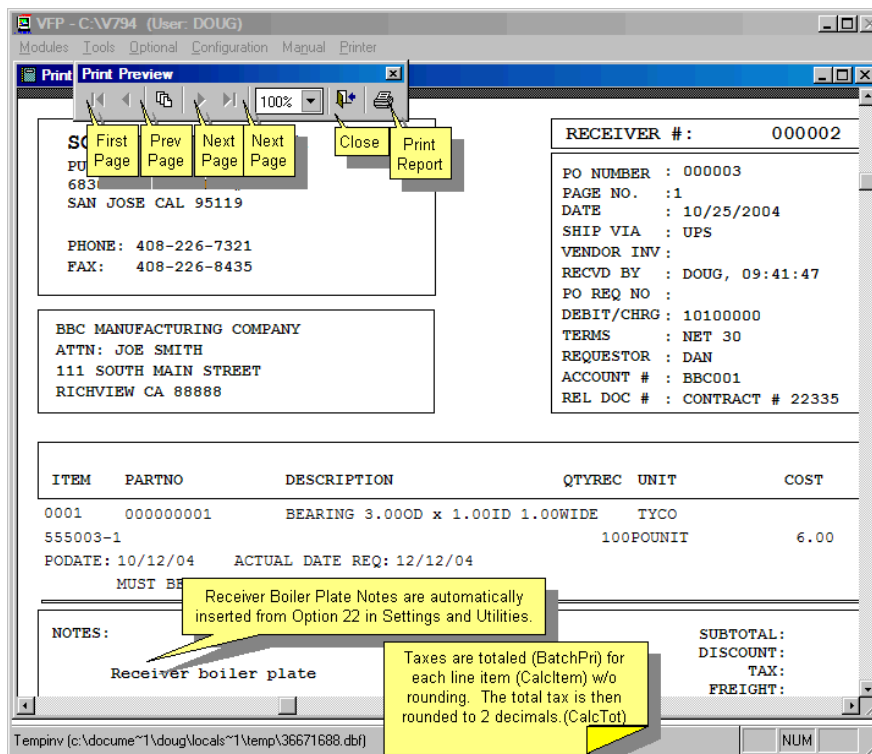 VFP - C:\V794 (User: DOUG)
Modules Tools Optional Configuration Manual Printer
Print Print Preview
100%
First Page
Prev Page
Next Page
Next Page
Close
Print Report
RECEIVER #: 000002
683
SAN JOSE CAL 95119
PHONE: 408-226-7321
FAX: 408-226-8435
PO NUMBER : 000003
PAGE NO. :1
DATE : 10/25/2004
SHIP VIA : UPS
VENDOR INV :
RECVD BY : DOUG, 09:41:47
PO REQ NO :
DEBIT/CHRG : 10100000
TERMS : NET 30
REQUESTOR : DAN
ACCOUNT # : BBC001
REL DOC # : CONTRACT # 22335
BBC MANUFACTURING COMPANY
ATTN: JOE SMITH
111 SOUTH MAIN STREET
RICHVIEW CA 88888
ITEM PARTNO DESCRIPTION QTYREC UNIT COST
0001 000000001 BEARING 3.00OD x 1.00ID 1.00WIDE TYCO
555003-1 100POUNIT 6.00
PODATE: 10/12/04 ACTUAL DATE REQ: 12/12/04
MUST BE
Receiver Boiler Plate Notes are automatically
inserted from Option 22 in Settings and Utilities.
NOTES:
Receiver boiler plate
SUBTOTAL:
DISCOUNT:
TAX:
FREIGHT:
Taxes are totaled (BatchPri) for
each line item (CalcItem) w/o
rounding. The total tax is then
rounded to 2 decimals.(CalcTot)
Tempinv (c:\docume~1\doug\locals~1\temp\36671688.dbf) NUM